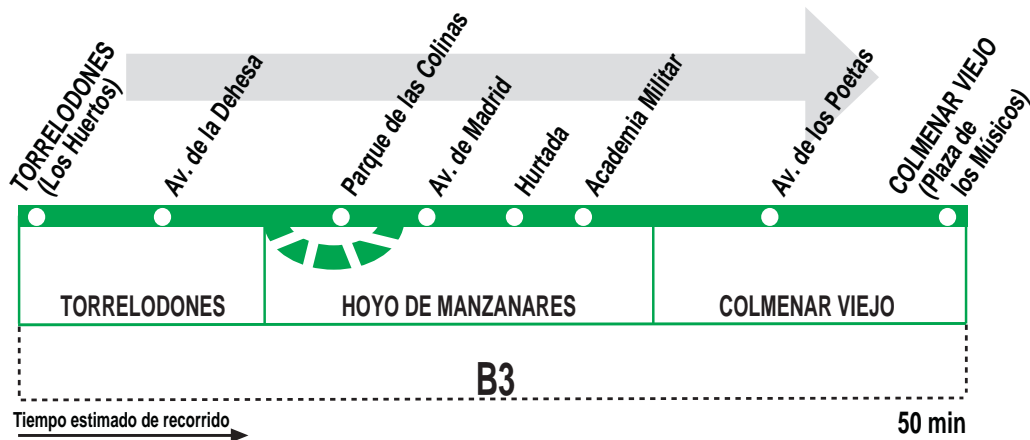 TORRELODONES
(Los Huertos)
Av. de la Dehesa
Parque de las Colinas
Av. de Madrid
Hurtada
Academia Militar
Av. de los Poetas
COLMENAR VIEJO
(Plaza de
los Músicos)
TORRELODONES
HOYO DE MANZANARES
COLMENAR VIEJO
B3
Tiempo estimado de recorrido
50 min